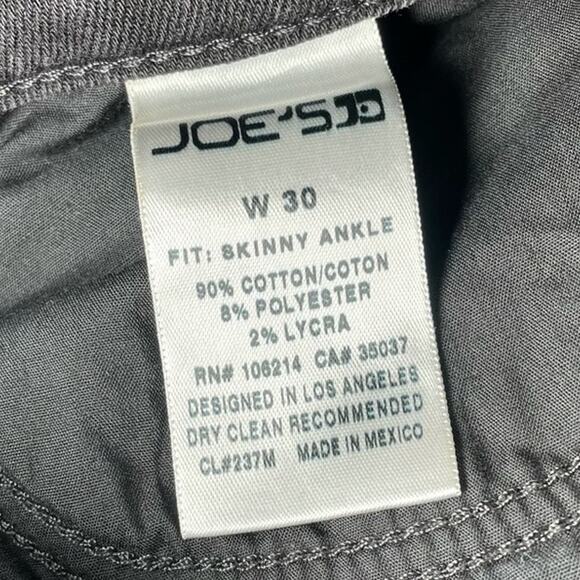 JOE'S
W 30
FIT: SKINNY ANKLE
90% COTTON/COTON
8% POLYESTER
2% LYCRA
RN# 106214 CA# 35037
DESIGNED IN LOS ANGELES
DRY CLEAN RECOMMENDED
CL#237M MADE IN MEXICO